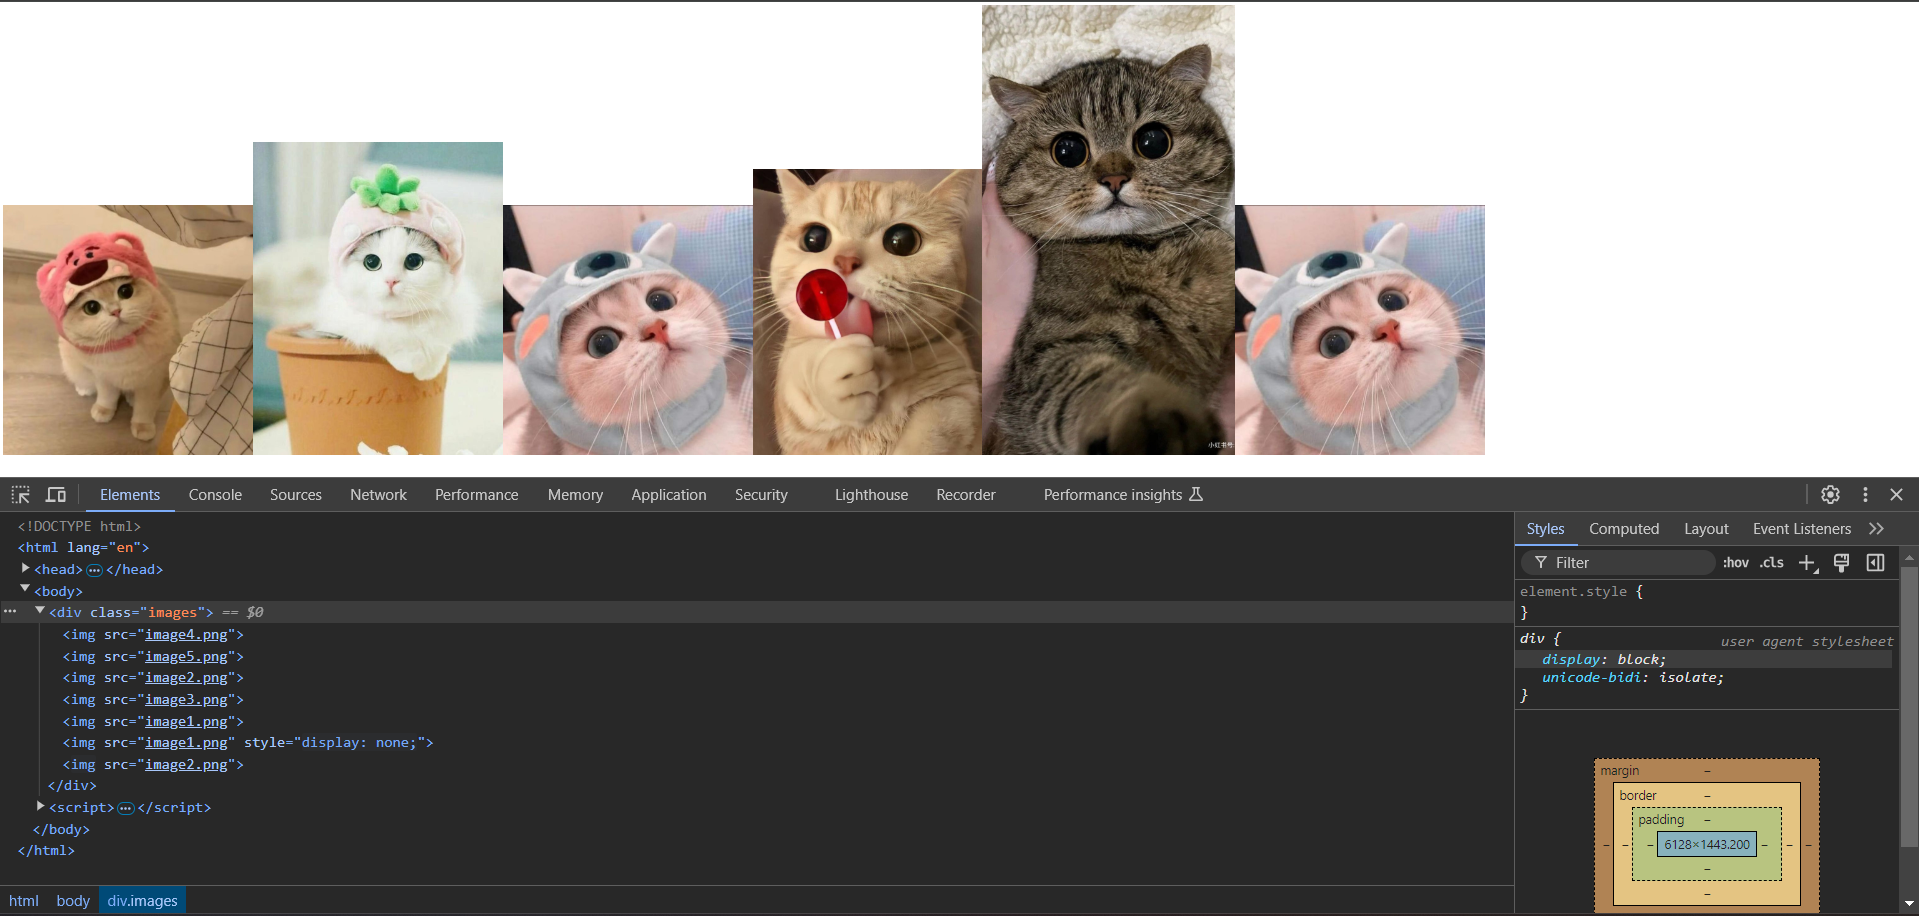 小红书号
Elements Console Sources Network Performance Memory Application Security Lighthouse Recorder Performance insights
<!DOCTYPE html>
<html lang="en">
<head> ··· </head>
<body>
··· <div class="images"> == $0
<img src="image4.png">
<img src="image5.png">
<img src="image2.png">
<img src="image3.png">
<img src="image1.png">
<img src="image1.png" style="display: none;">
<img src="image2.png">
</div>
<script> ··· </script>
</body>
</html>
html body div.images
Styles Computed Layout Event Listeners
Filter :hov .cls
element.style {
}
div { user agent stylesheet
display: block;
unicode-bidi: isolate;
}
margin –
border –
padding –
– – – 6128×1443.200 – – –
–
–